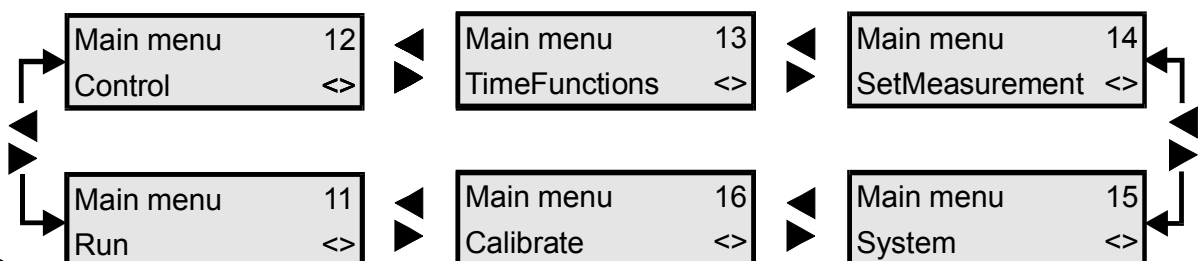 Main menu 12
Control <>
Main menu 13
TimeFunctions <>
Main menu 14
SetMeasurement <>
Main menu 11
Run <>
Main menu 16
Calibrate <>
Main menu 15
System <>